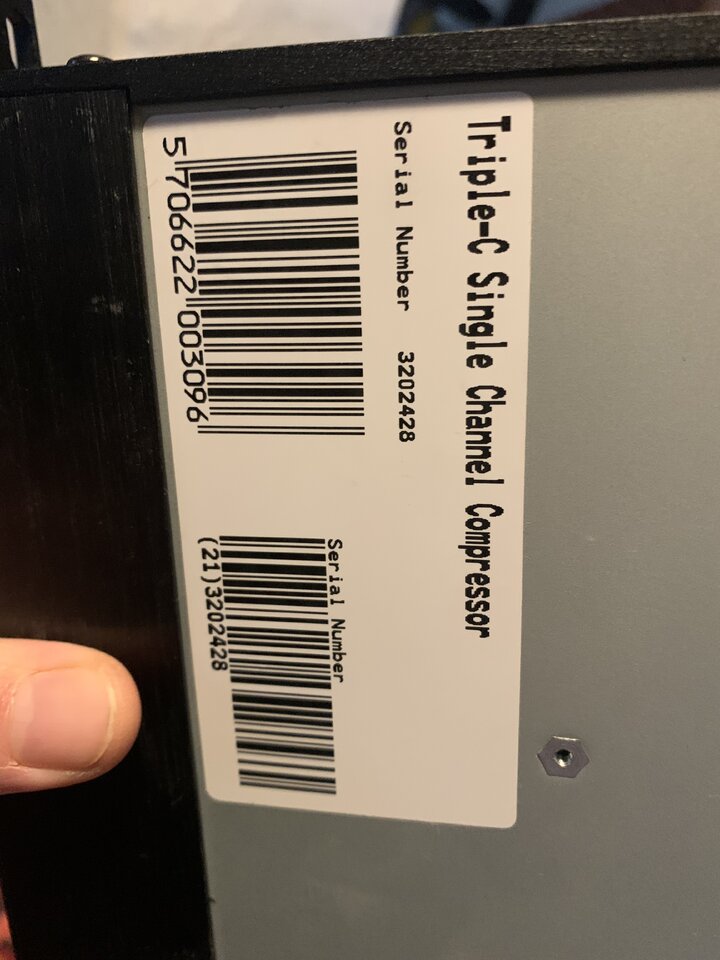 Triple-C Single Channel Compressor
Serial Number 3202428
5 706622 003096
Serial Number
(21)3202428